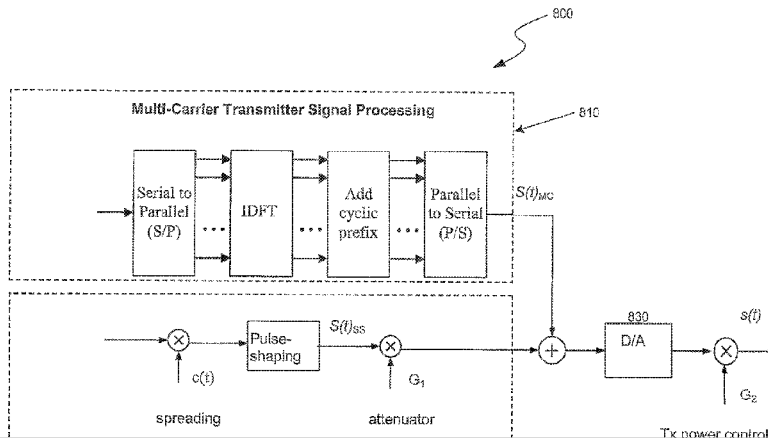 800
Multi-Carrier Transmitter Signal Processing
810
Serial to
Parallel
(S/P)
IDFT
Add
cyclic
prefix
Parallel
to Serial
(P/S)
S(t)MC
...
...
...
c(t)
Pulse-
shaping
S(t)SS
G1
830
D/A
s(t)
G2
spreading
attenuator
Tx power control